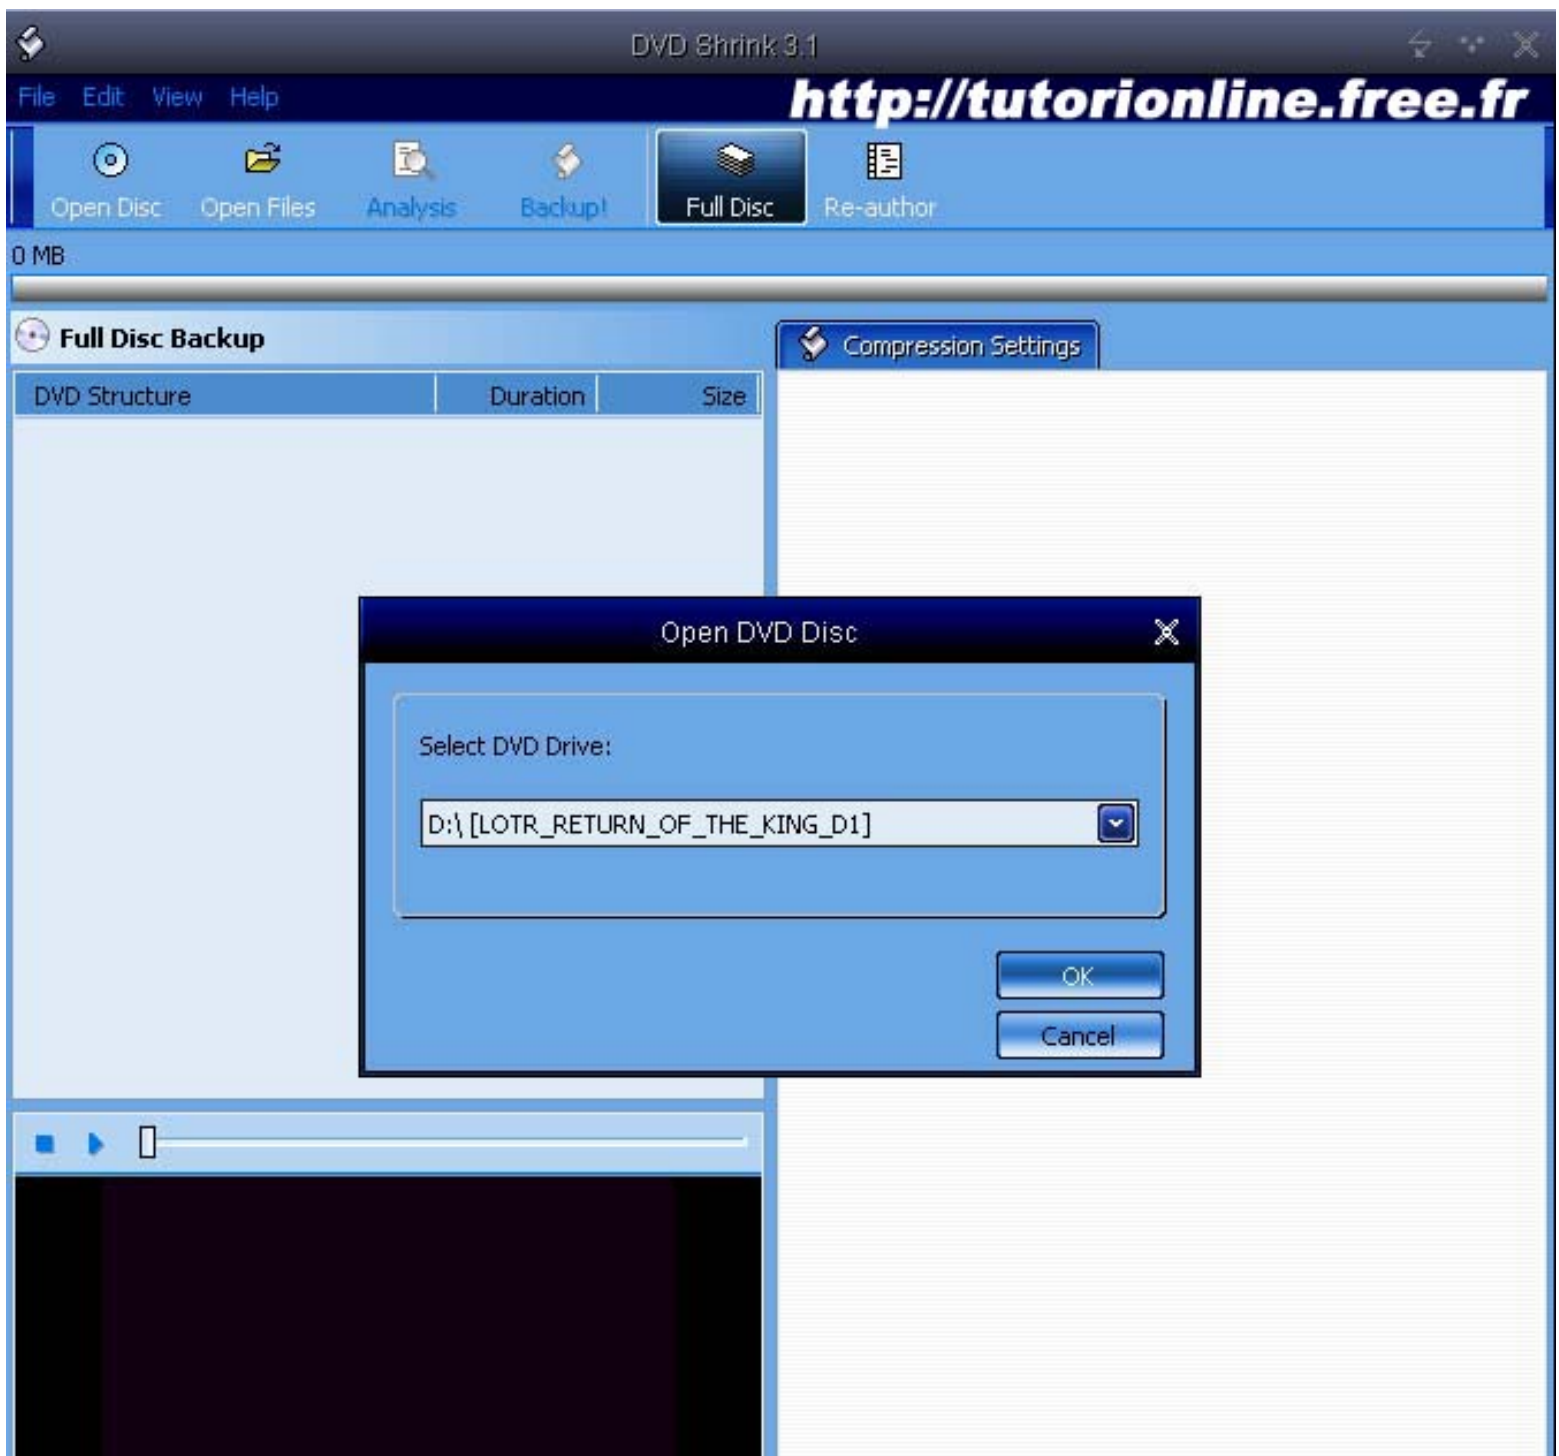 DVD Shrink 3.1
File Edit View Help
http://tutorionline.free.fr
Open Disc Open Files Analysis Backup! Full Disc Re-author
0 MB
Full Disc Backup
Compression Settings
DVD Structure Duration Size
Open DVD Disc
Select DVD Drive:
D:\ [LOTR_RETURN_OF_THE_KING_D1]
OK
Cancel